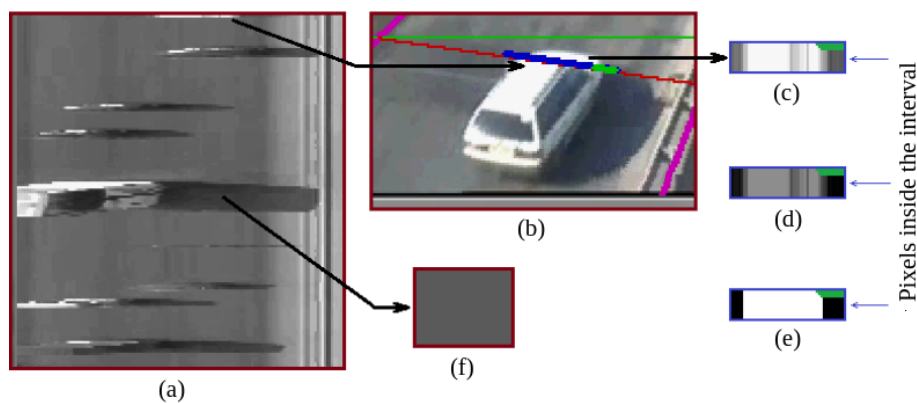 (a)
(b)
(c)
(d)
(e)
(f)
Pixels inside the interval